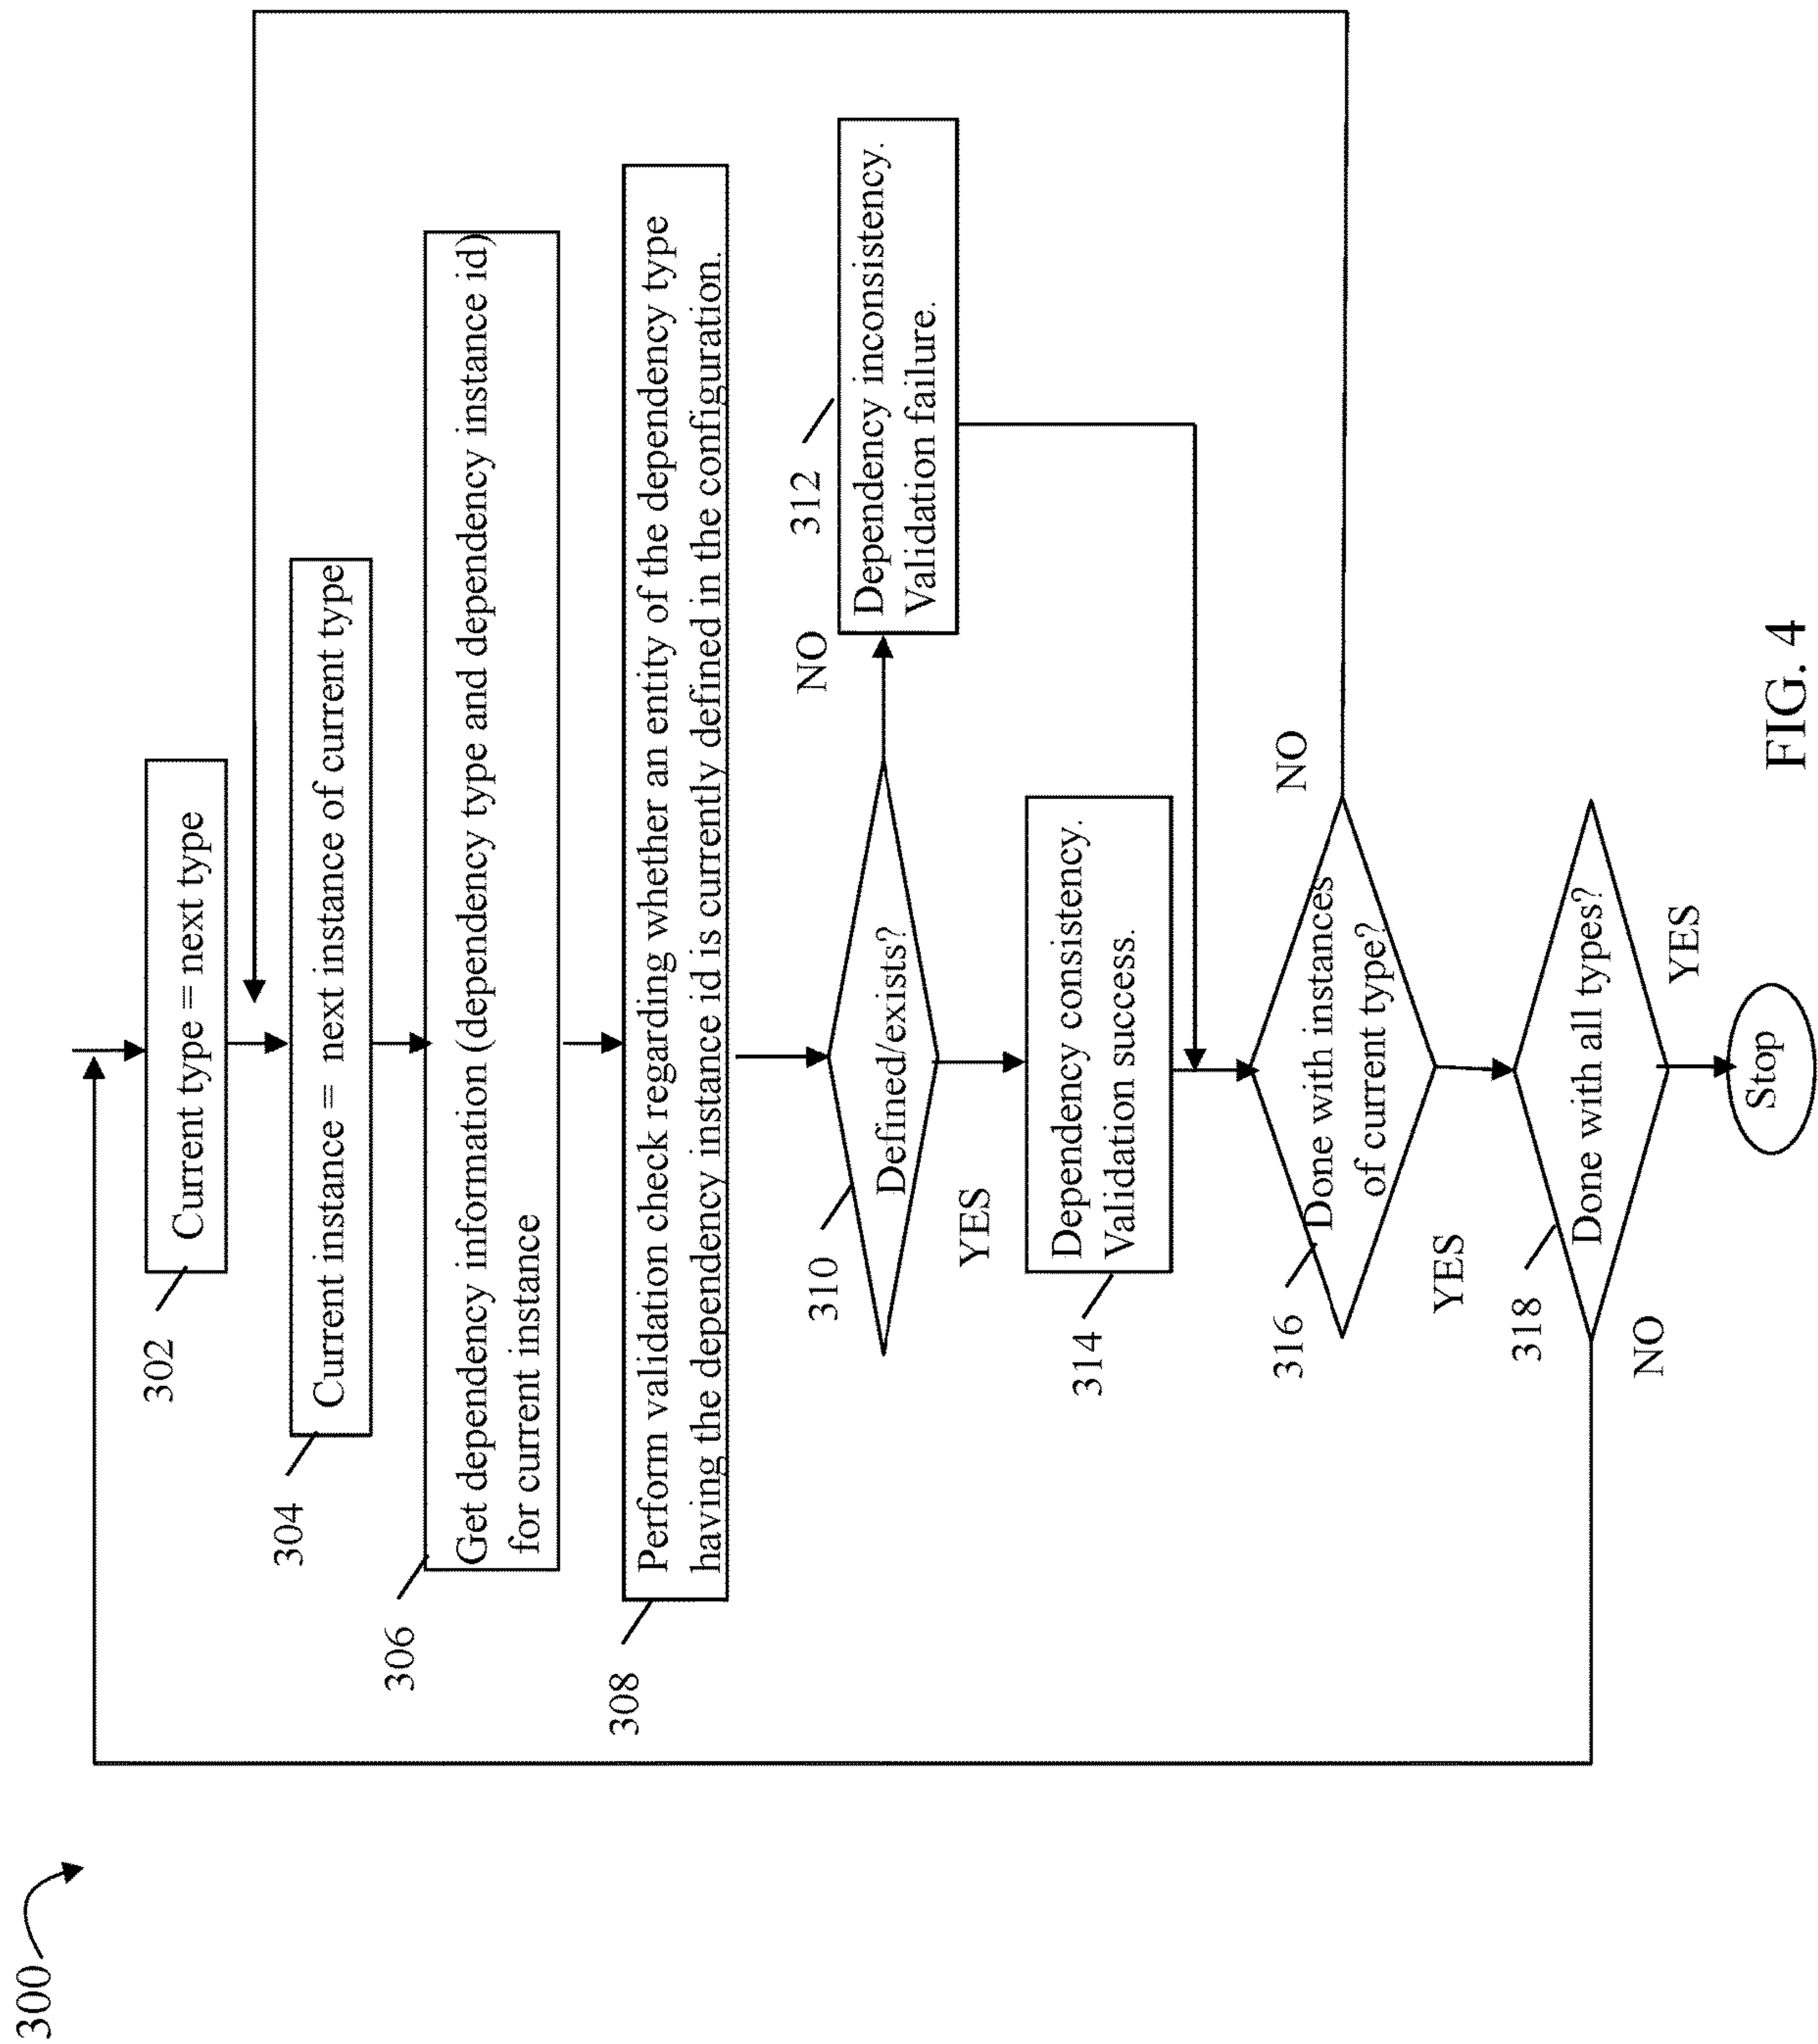 300
302
Current type = next type
304
Current instance = next instance of current type
306
Get dependency information (dependency type and dependency instance id)
for current instance
308
Perform validation check regarding whether an entity of the dependency type
having the dependency instance id is currently defined in the configuration.
310
Defined/exists?
NO
312
Dependency inconsistency.
Validation failure.
YES
314
Dependency consistency.
Validation success.
316
Done with instances
of current type?
NO
YES
318
Done with all types?
NO
YES
Stop
FIG. 4